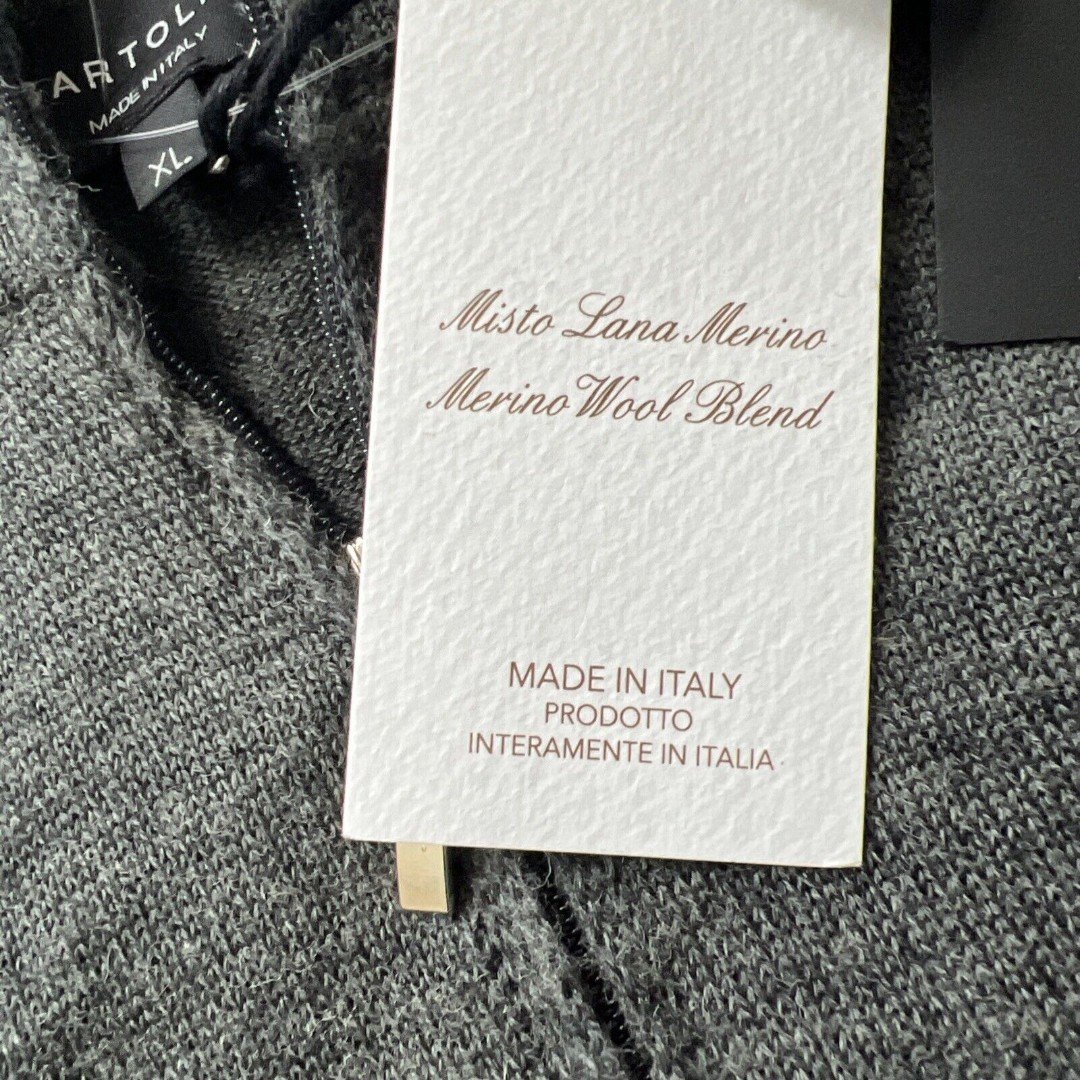 MADE IN ITALY
XL
Misto Lana Merino
Merino Wool Blend
MADE IN ITALY
PRODOTTO
INTERAMENTE IN ITALIA